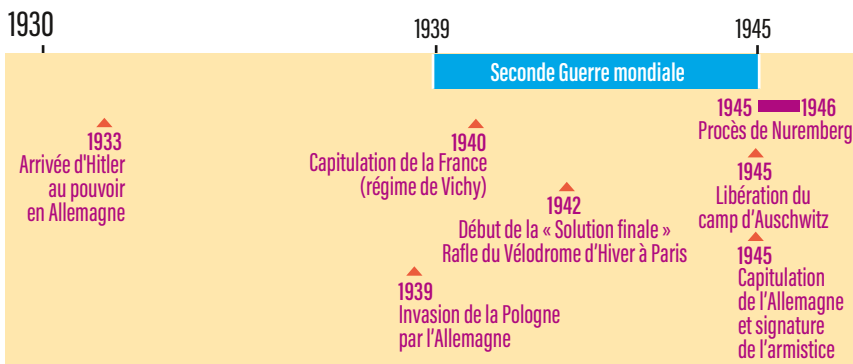 1930
1939
1945
Seconde Guerre mondiale
1933
Arrivée d'Hitler
au pouvoir
en Allemagne
1940
Capitulation de la France
(régime de Vichy)
1942
Début de la « Solution finale »
Rafle du Vélodrome d'Hiver à Paris
1939
Invasion de la Pologne
par l'Allemagne
1945 1946
Procès de Nuremberg
1945
Libération du
camp d'Auschwitz
1945
Capitulation
de l'Allemagne
et signature
de l'armistice